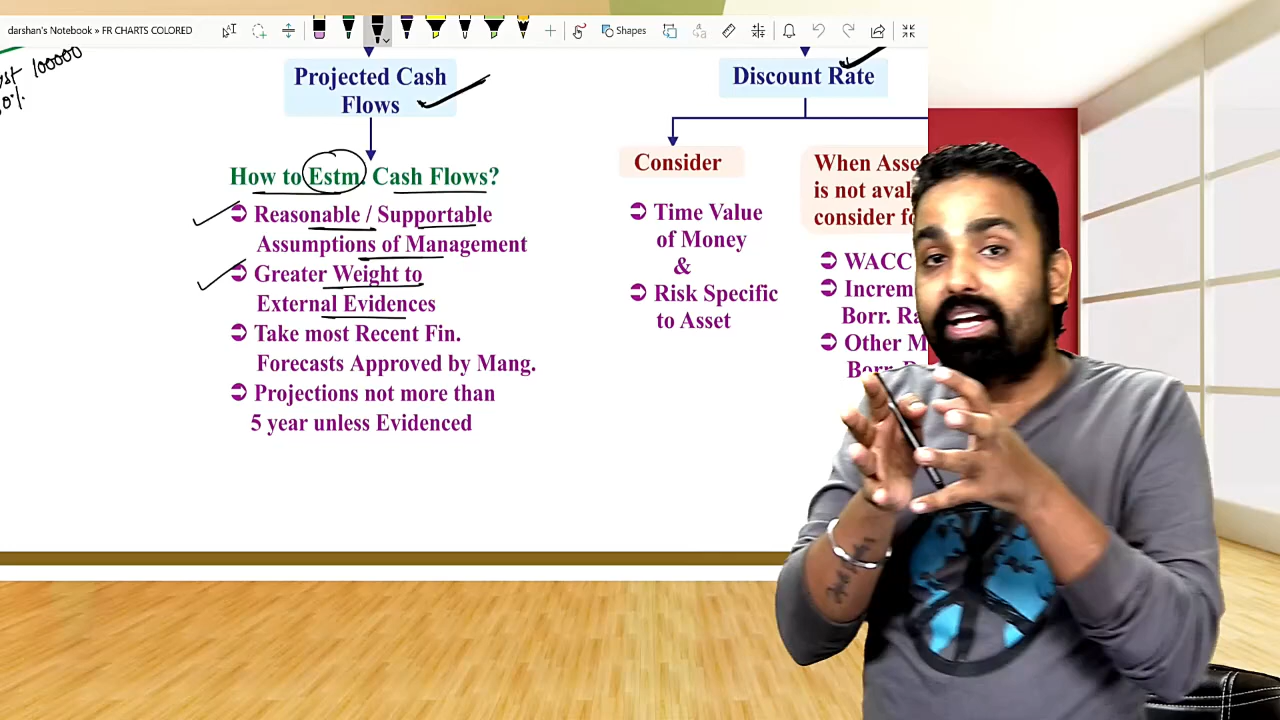 darshan's Notebook » FR CHARTS COLORED
Shapes
100000
Projected Cash
Flows
Discount Rate
How to Estm. Cash Flows?
Reasonable / Supportable
Assumptions of Management
Greater Weight to
External Evidences
Take most Recent Fin.
Forecasts Approved by Mang.
Projections not more than
5 year unless Evidenced
Consider
Time Value
of Money
&
Risk Specific
to Asset
When Asse
is not aval
consider fo
WACC
Increm
Borr. Ra
Other M